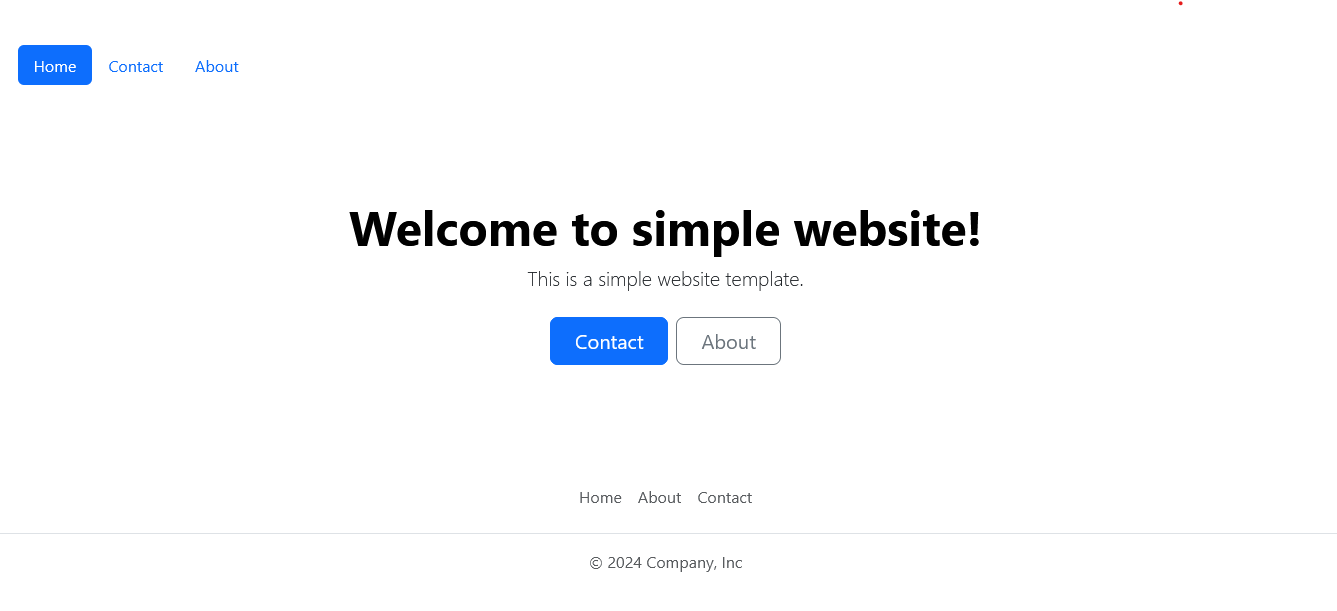 Home Contact About
Welcome to simple website!
This is a simple website template.
Contact About
Home About Contact
© 2024 Company, Inc